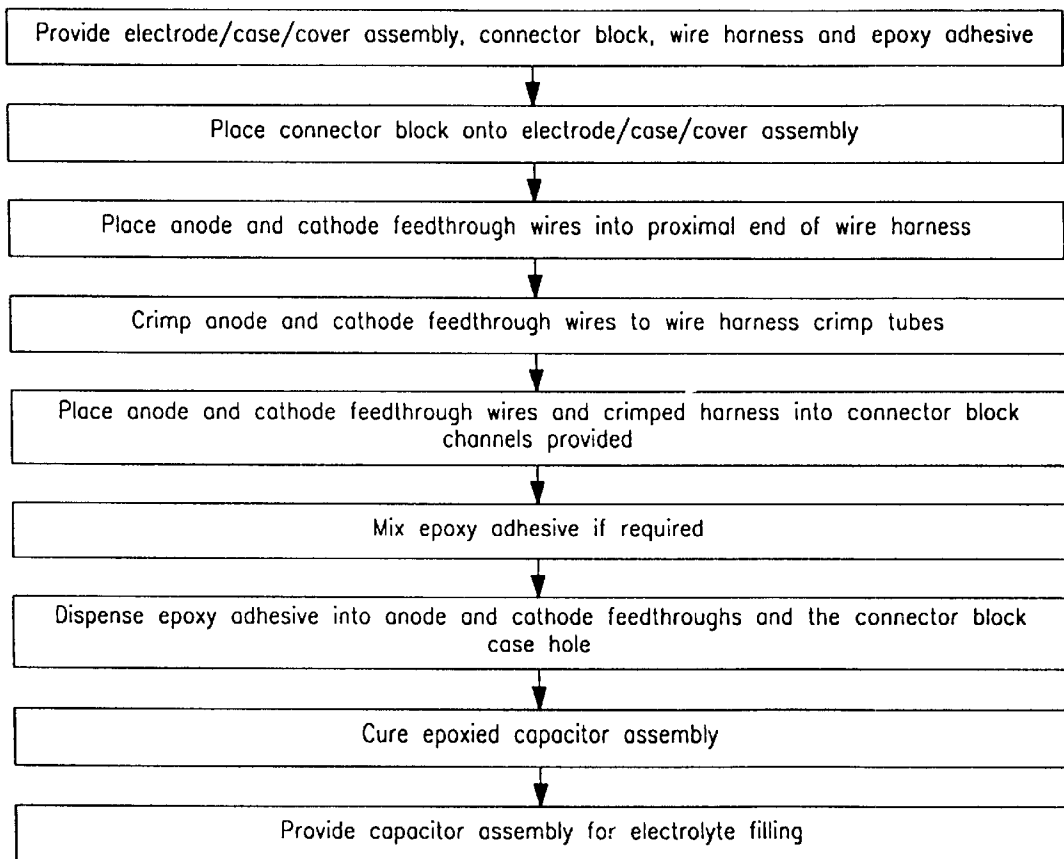 Provide electrode/case/cover assembly, connector block, wire harness and epoxy adhesive
Place connector block onto electrode/case/cover assembly
Place anode and cathode feedthrough wires into proximal end of wire harness
Crimp anode and cathode feedthrough wires to wire harness crimp tubes
Place anode and cathode feedthrough wires and crimped harness into connector block
channels provided
Mix epoxy adhesive if required
Dispense epoxy adhesive into anode and cathode feedthroughs and the connector block
case hole
Cure epoxied capacitor assembly
Provide capacitor assembly for electrolyte filling